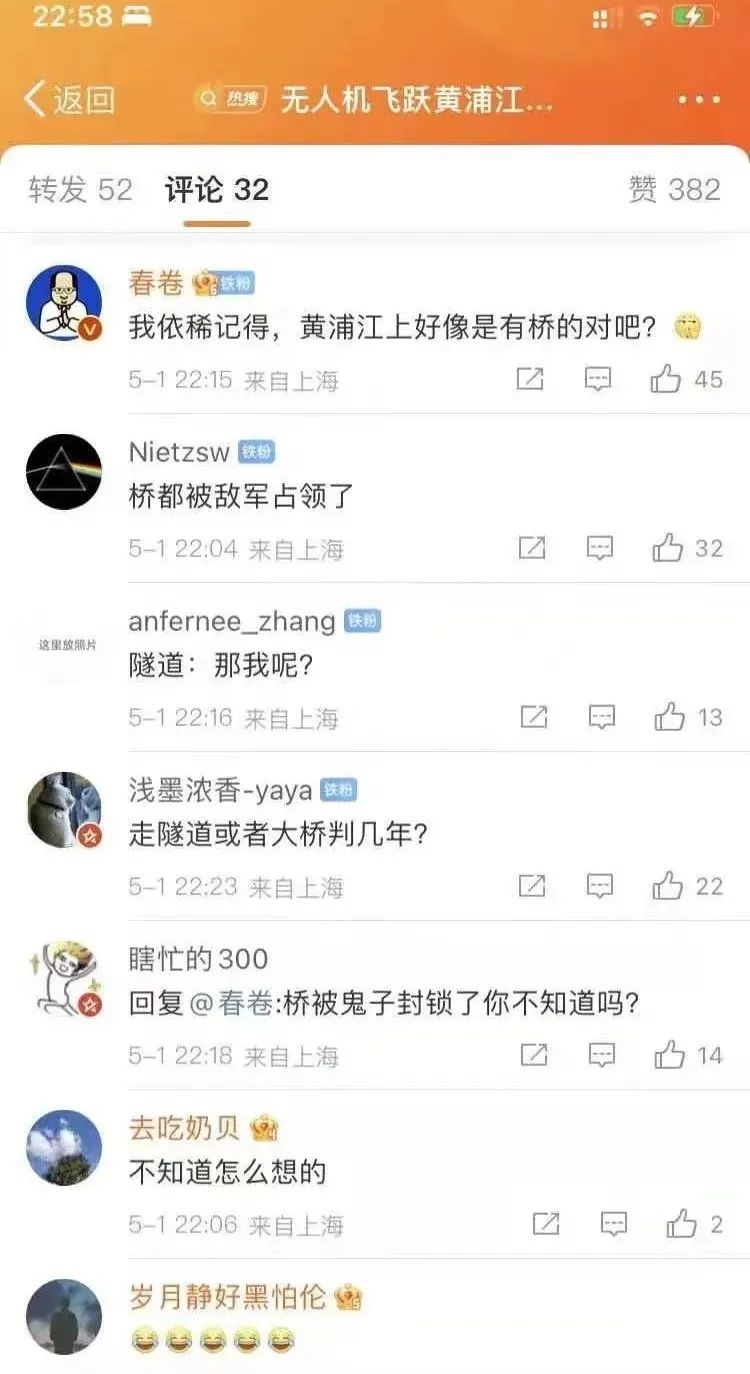 22:58
返回
热搜 无人机飞跃黄浦江...
转发 52 评论 32 赞 382
春卷 铁粉
我依稀记得，黄浦江上好像是有桥的对吧？
5-1 22:15 来自上海 45
Nietzsw 铁粉
桥都被敌军占领了
5-1 22:04 来自上海 32
这里放照片
anfernee_zhang 铁粉
隧道：那我呢？
5-1 22:16 来自上海 13
浅墨浓香-yaya 铁粉
走隧道或者大桥判几年？
5-1 22:23 来自上海 22
瞎忙的300
回复@春卷:桥被鬼子封锁了你不知道吗？
5-1 22:18 来自上海 14
去吃奶贝
不知道怎么想的
5-1 22:06 来自上海 2
岁月静好黑怕伦
😂😂😂😂😂